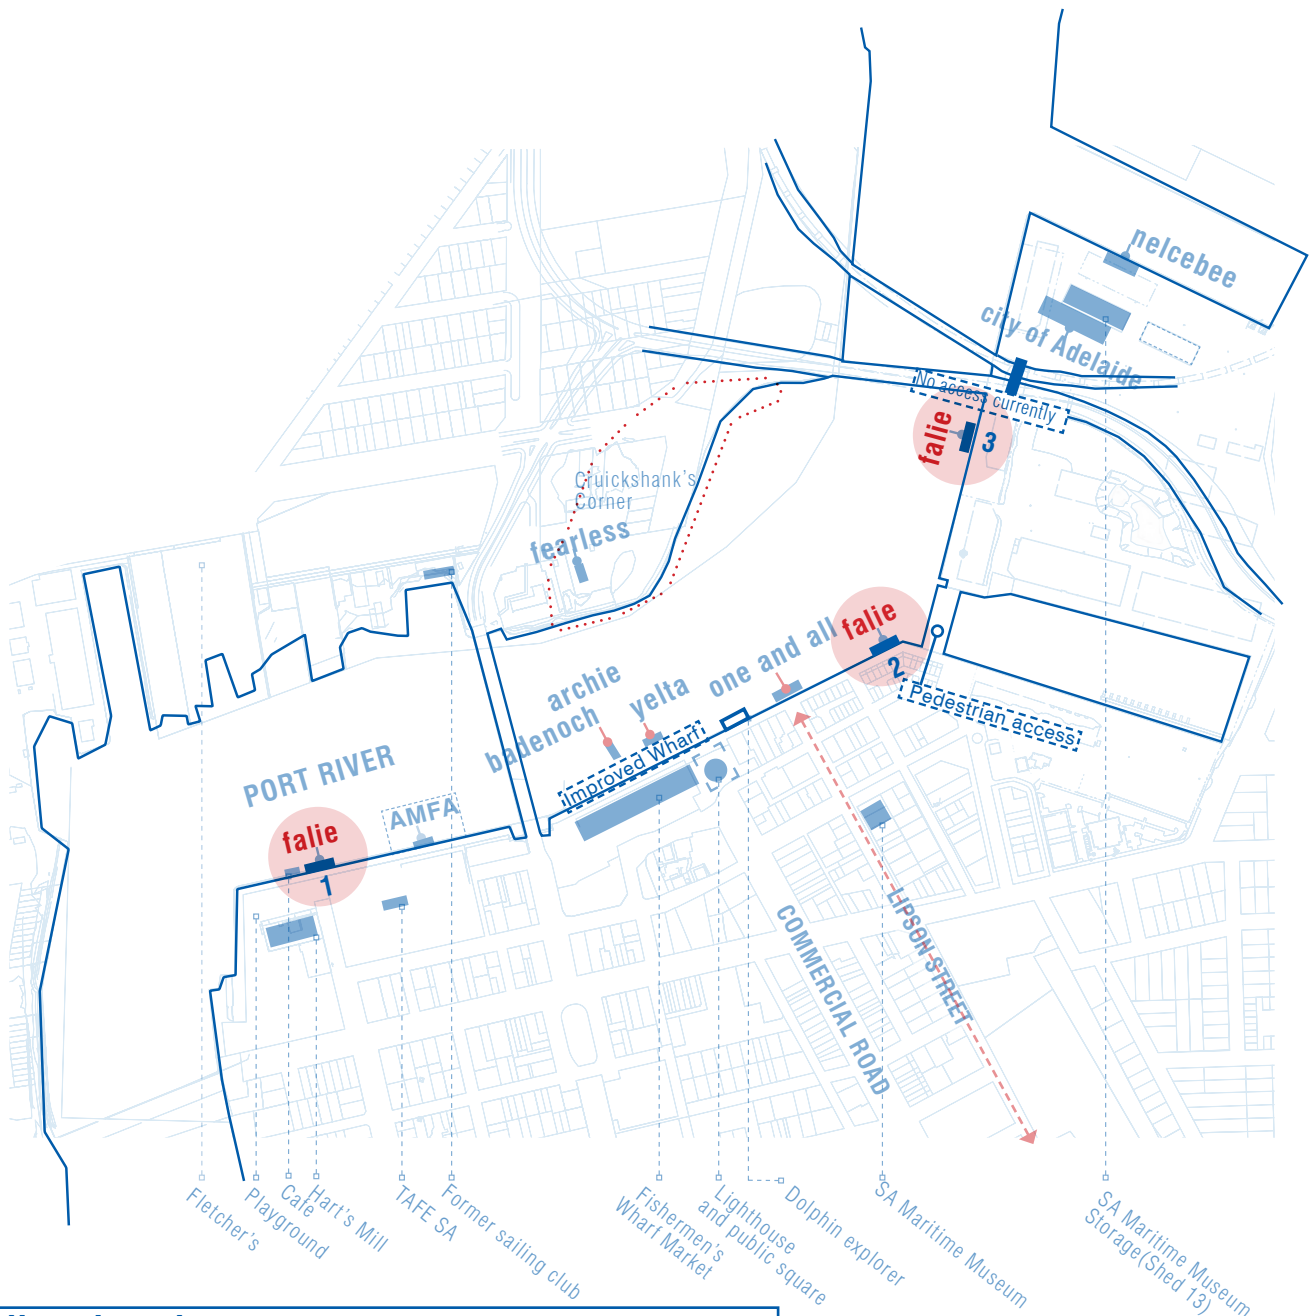 nelcebee
city of Adelaide
No access currently
falie
3
Cruickshank's
Corner
fearless
falie
2
one and all
Pedestrian access
archie
badenoch
yelta
Improved Wharf
PORT RIVER
AMFA
falie
1
COMMERCIAL ROAD
LIPSON STREET
Fletcher's
Playground
Cafe
Hart's Mill
TAFE SA
Former sailing club
Fishermen's
Wharf Market
Lighthouse
and public square
Dolphin explorer
SA Maritime Museum
SA Maritime Museum
Storage(Shed 13)